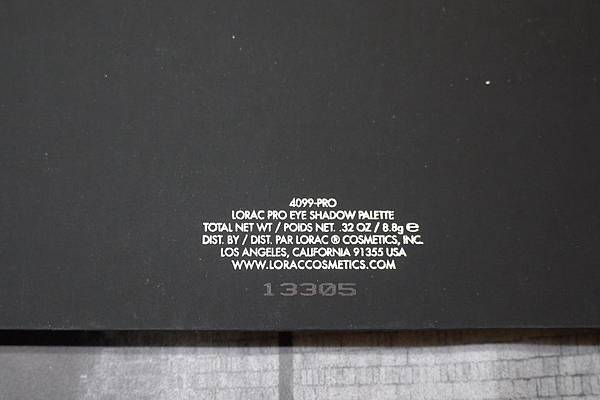 4099-PRO
LORAC PRO EYE SHADOW PALETTE
TOTAL NET WT / POIDS NET. .32 OZ / 8.8g ℮
DIST. BY / DIST. PAR LORAC ® COSMETICS, INC.
LOS ANGELES, CALIFORNIA 91355 USA
WWW.LORACCOSMETICS.COM
13305